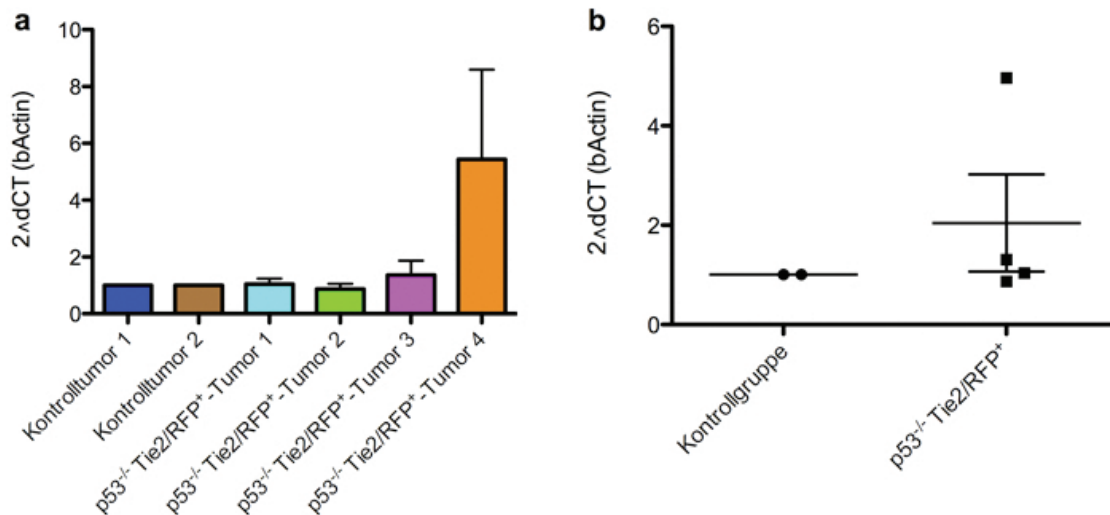 a
10
8
6
4
2
0
2∧dCT (bActin)
Kontrolltumor 1
Kontrolltumor 2
p53-/- Tie2/RFP+-Tumor 1
p53-/- Tie2/RFP+-Tumor 2
p53-/- Tie2/RFP+-Tumor 3
p53-/- Tie2/RFP+-Tumor 4
b
6
4
2
0
2∧dCT (bActin)
Kontrollgruppe
p53-/- Tie2/RFP+